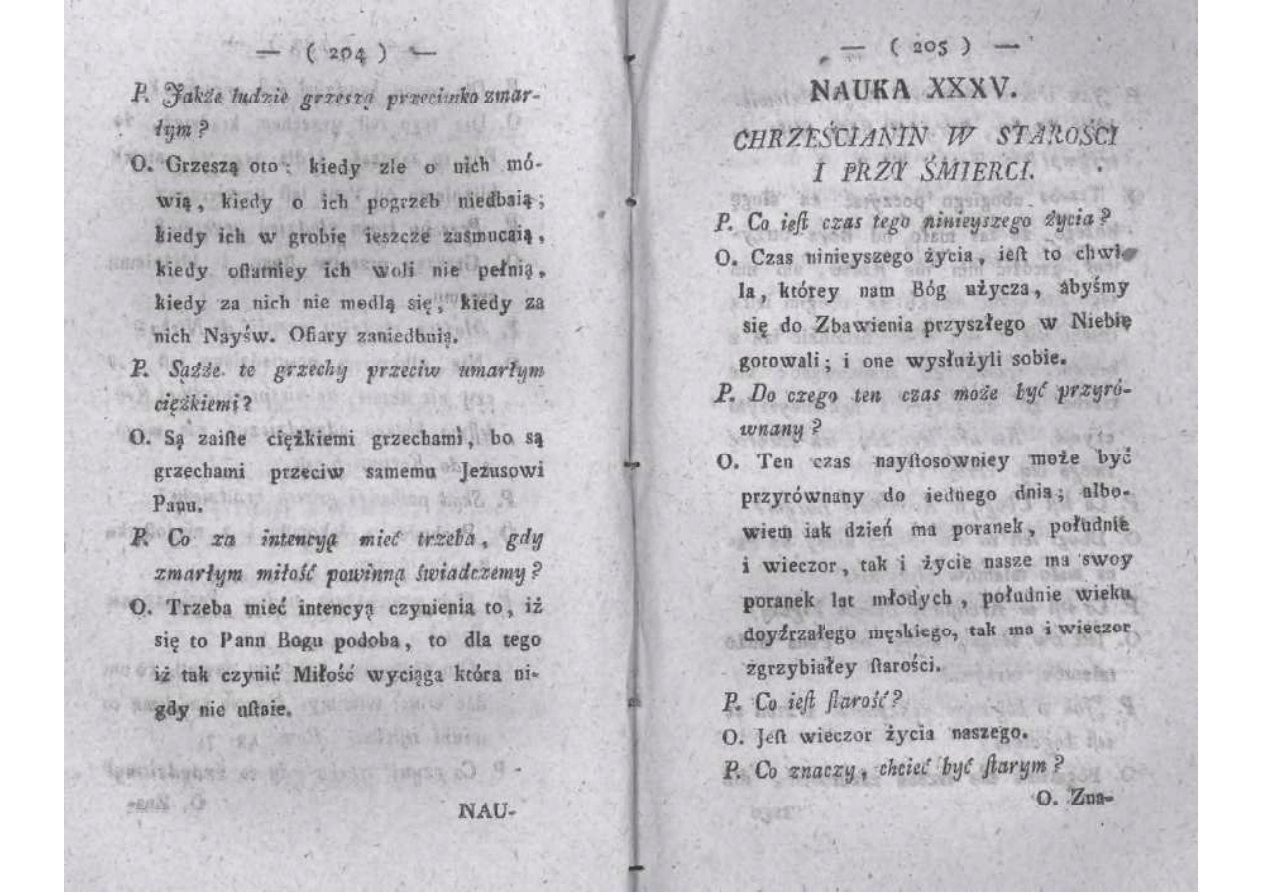 — ( 204 ) —
P. Jakże ludzie grzeszą przeciwko zmar-
łym ?
O. Grzeszą oto : kiedy zle o nich mó-
wią, kiedy o ich pogrzeb niedbaią ;
kiedy ich w grobie ieszcze zasmucaią,
kiedy oſtatniey ich woli nie pełnią,
kiedy za nich nie modlą się, kiedy za
nich Nayśw. Ofiary zaniedbuią.
P. Sąźże te grzechy przeciw umarłym
ciężkiemi ?
O. Są zaiſte ciężkiemi grzechami, bo są
grzechami przeciw samemu Jezusowi
Panu.
P. Co za intencyą mieć trzeba, gdy
zmarłym miłość powinną świadczemy ?
O. Trzeba mieć intencyą czynienia to, iż
się to Panu Bogu podoba, to dla tego
iż tak czynić Miłość wyciąga która ni-
gdy nie uſtaie.
NAU-
— ( 205 ) —
NAUKA XXXV.
CHRZEŚCIANIN W STAROŚCI
I PRZY ŚMIERCI.
P. Co ieſt czas tego ninieyszego życia ?
O. Czas ninieyszego życia, ieſt to chwi-
la, którey nam Bóg użycza, abyśmy
się do Zbawienia przyszłego w Niebie
gotowali ; i one wysłużyli sobie.
P. Do czego ten czas może być przyró-
wnany ?
O. Ten czas nayſtosowniey może być
przyrównany do iednego dnia ; albo-
wiem iak dzień ma poranek, południe
i wieczor, tak i życie nasze ma swoy
poranek lat młodych, południe wieku
doyźrzałego męskiego, tak ma i wieczor
zgrzybiałey ſtarości.
P. Co ieſt ſtarość ?
O. Jeſt wieczor życia naszego.
P. Co znaczy, chcieć być ſtarym ?
O. Zna-